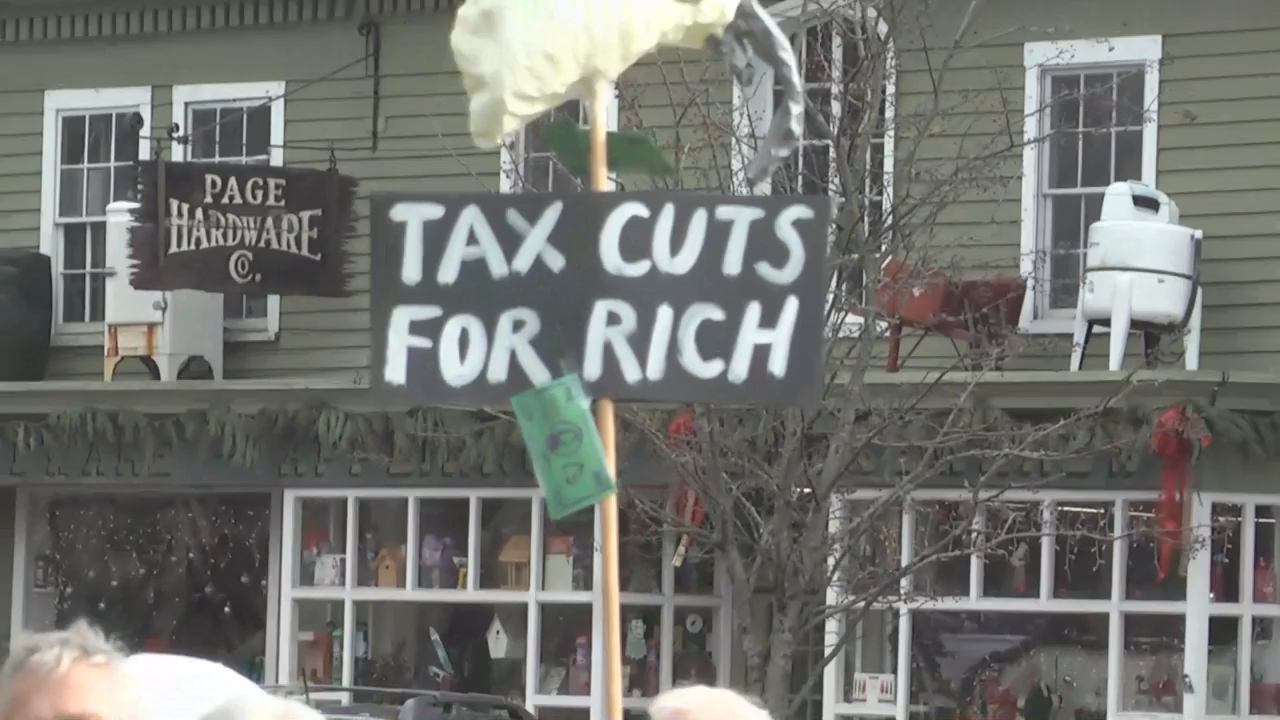 PAGE
HARDWARE
CO.
TAX CUTS
FOR RICH